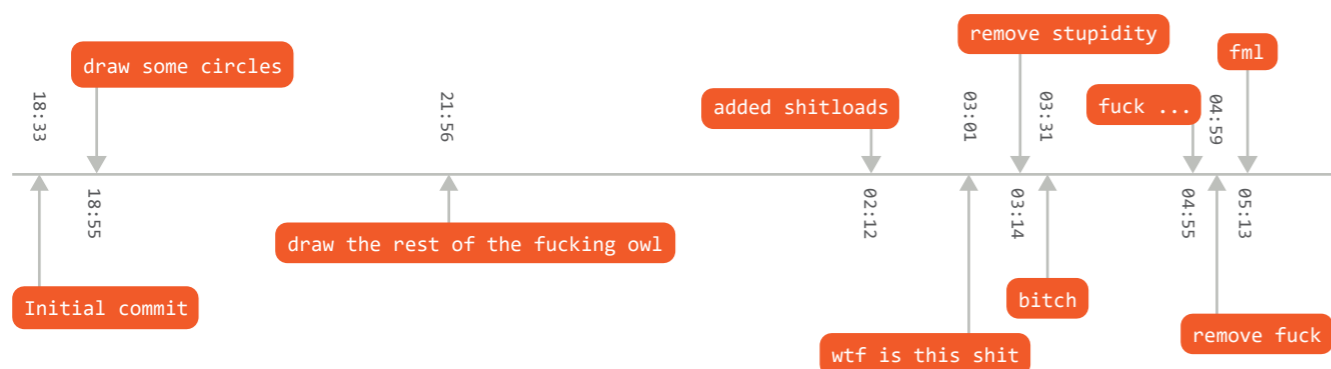 remove stupidity
fml
draw some circles
added shitloads
fuck ...
18:33
21:56
03:01
03:31
04:59
18:55
02:12
03:14
04:55
05:13
draw the rest of the fucking owl
Initial commit
bitch
remove fuck
wtf is this shit